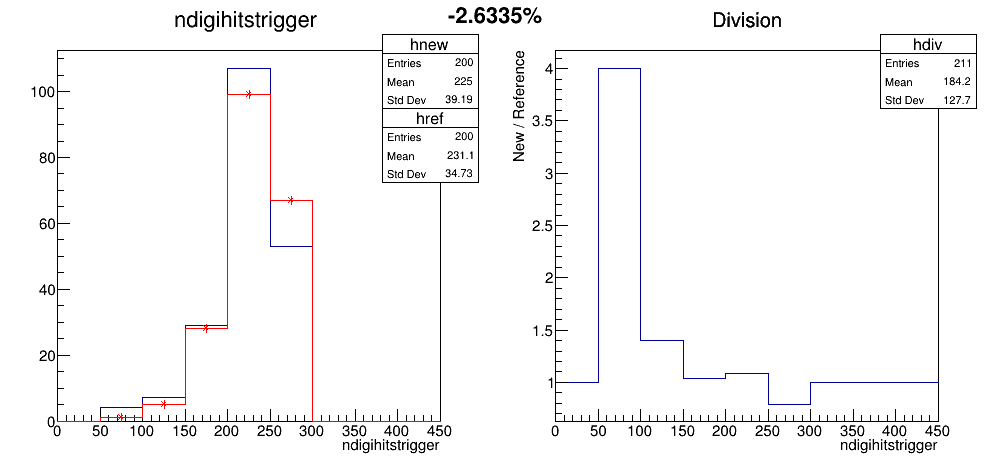 ndigihitstrigger
-2.6335%
Division
hnew
Entries 200
Mean 225
Std Dev 39.19
href
Entries 200
Mean 231.1
Std Dev 34.73
100
80
60
40
20
0
0 50 100 150 200 250 300 350 400 450
ndigihitstrigger
hdiv
Entries 211
Mean 184.2
Std Dev 127.7
New / Reference
4
3.5
3
2.5
2
1.5
1
0 50 100 150 200 250 300 350 400 450
ndigihitstrigger